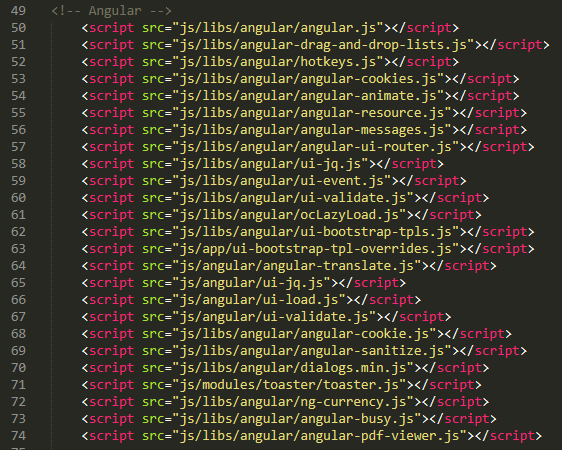 49 <!-- Angular -->
50 <script src="js/libs/angular/angular.js"></script>
51 <script src="js/libs/angular/angular-drag-and-drop-lists.js"></script>
52 <script src="js/libs/angular/hotkeys.js"></script>
53 <script src="js/libs/angular/angular-cookies.js"></script>
54 <script src="js/libs/angular/angular-animate.js"></script>
55 <script src="js/libs/angular/angular-resource.js"></script>
56 <script src="js/libs/angular/angular-messages.js"></script>
57 <script src="js/libs/angular/angular-ui-router.js"></script>
58 <script src="js/libs/angular/ui-jq.js"></script>
59 <script src="js/libs/angular/ui-event.js"></script>
60 <script src="js/libs/angular/ui-validate.js"></script>
61 <script src="js/libs/angular/ocLazyLoad.js"></script>
62 <script src="js/libs/angular/ui-bootstrap-tpls.js"></script>
63 <script src="js/app/ui-bootstrap-tpl-overrides.js"></script>
64 <script src="js/angular/angular-translate.js"></script>
65 <script src="js/angular/ui-jq.js"></script>
66 <script src="js/angular/ui-load.js"></script>
67 <script src="js/angular/ui-validate.js"></script>
68 <script src="js/libs/angular/angular-cookie.js"></script>
69 <script src="js/libs/angular/angular-sanitize.js"></script>
70 <script src="js/libs/angular/dialogs.min.js"></script>
71 <script src="js/modules/toaster/toaster.js"></script>
72 <script src="js/libs/angular/ng-currency.js"></script>
73 <script src="js/libs/angular/angular-busy.js"></script>
74 <script src="js/libs/angular/angular-pdf-viewer.js"></script>